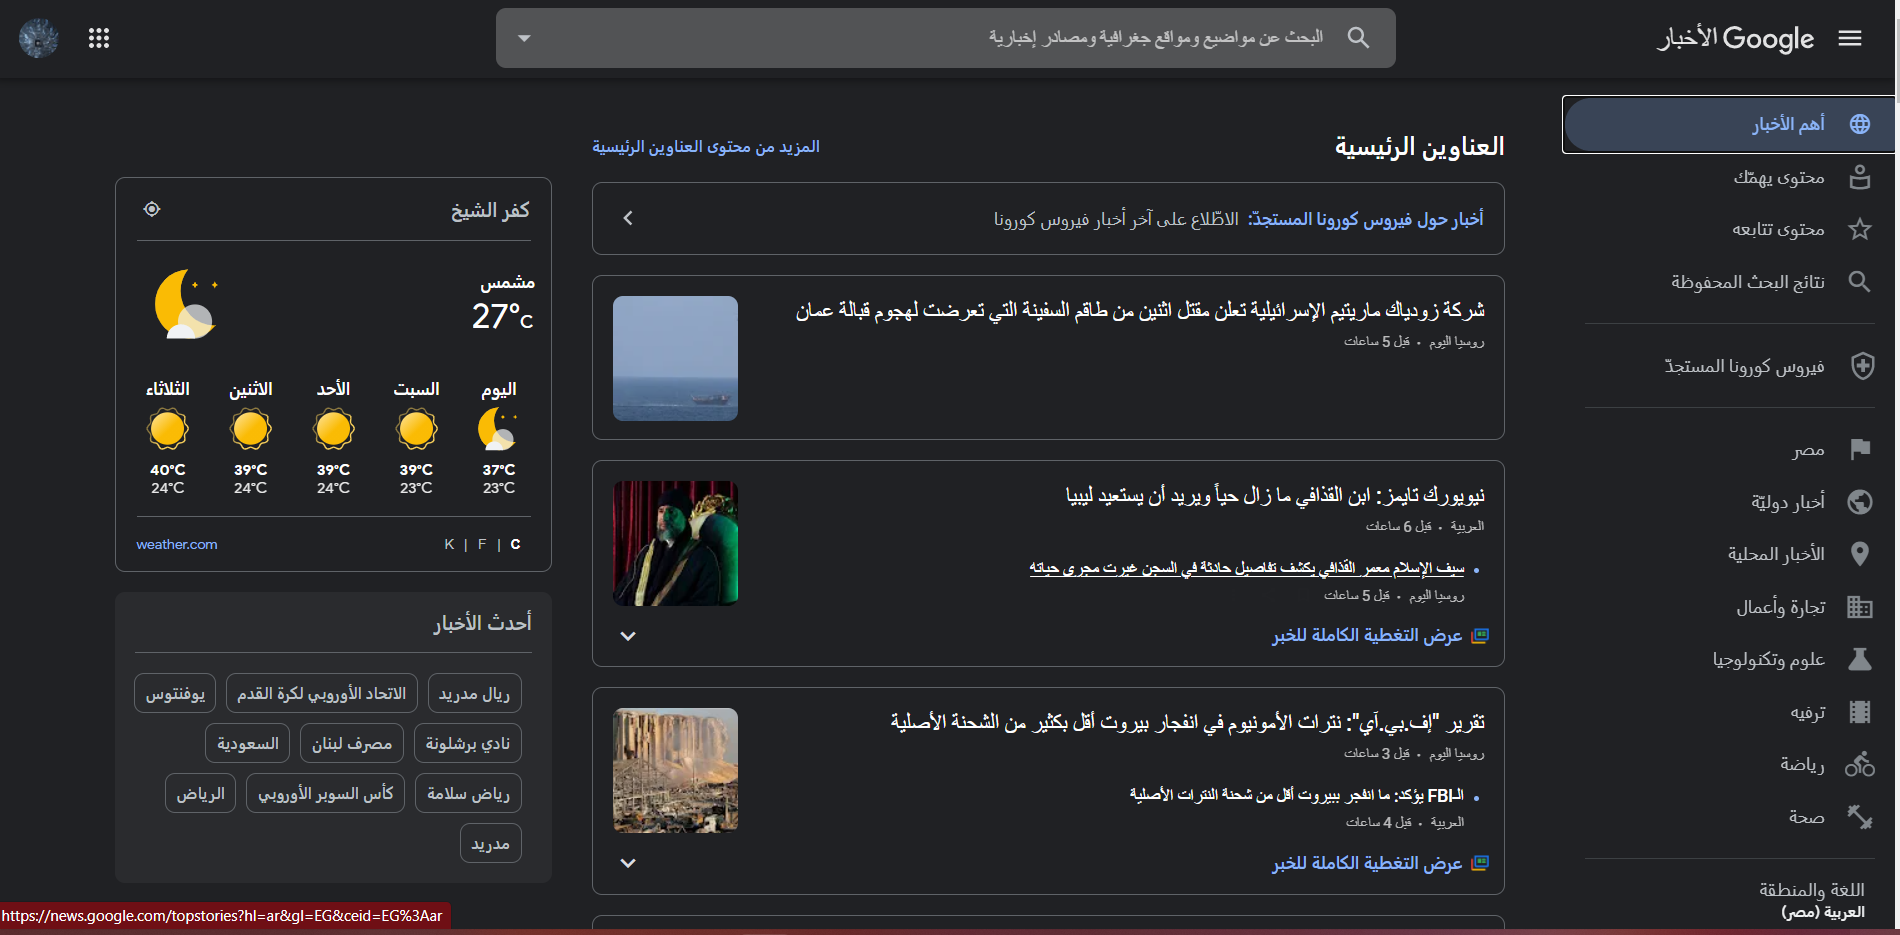 Google الأخبار
البحث عن مواضيع ومواقع جغرافية ومصادر إخبارية
أهم الأخبار
محتوى يهمّك
محتوى تتابعه
نتائج البحث المحفوظة
فيروس كورونا المستجدّ
مصر
أخبار دوليّة
الأخبار المحلية
تجارة وأعمال
علوم وتكنولوجيا
ترفيه
رياضة
صحة
اللغة والمنطقة
العربية (مصر)
العناوين الرئيسية
المزيد من محتوى العناوين الرئيسية
أخبار حول فيروس كورونا المستجدّ: الاطّلاع على آخر أخبار فيروس كورونا
شركة زودياك ماريتيم الإسرائيلية تعلن مقتل اثنين من طاقم السفينة التي تعرضت لهجوم قبالة عمان
روسيا اليوم • قبل 5 ساعات
نيويورك تايمز: ابن القذافي ما زال حياً ويريد أن يستعيد ليبيا
العربية • قبل 6 ساعات
• سيف الإسلام معمر القذافي يكشف تفاصيل حادثة في السجن غيرت مجرى حياته
روسيا اليوم • قبل 5 ساعات
عرض التغطية الكاملة للخبر
تقرير "إف.بي.آي": نترات الأمونيوم في انفجار بيروت أقل بكثير من الشحنة الأصلية
روسيا اليوم • قبل 3 ساعات
• الـFBI يؤكد: ما انفجر ببيروت أقل من شحنة النترات الأصلية
العربية • قبل 4 ساعات
عرض التغطية الكاملة للخبر
كفر الشيخ
مشمس
27°C
اليوم السبت الأحد الاثنين الثلاثاء
37°C 39°C 39°C 39°C 40°C
23°C 23°C 24°C 24°C 24°C
C | F | K
weather.com
أحدث الأخبار
ريال مدريد الاتحاد الأوروبي لكرة القدم يوفنتوس
نادي برشلونة مصرف لبنان السعودية
رياض سلامة كأس السوبر الأوروبي الرياض
مدريد
https://news.google.com/topstories?hl=ar&gl=EG&ceid=EG%3Aar